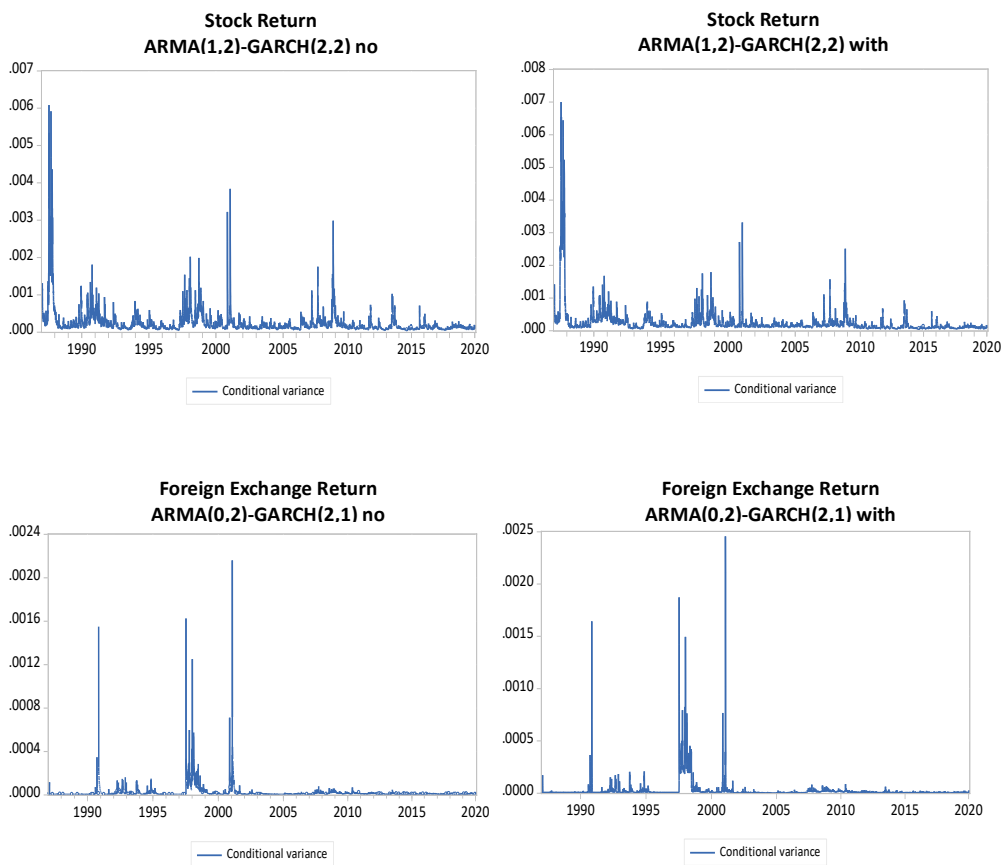 Stock Return
ARMA(1,2)-GARCH(2,2) no
.007
.006
.005
.004
.003
.002
.001
.000
1990 1995 2000 2005 2010 2015 2020
Conditional variance
Stock Return
ARMA(1,2)-GARCH(2,2) with
.008
.007
.006
.005
.004
.003
.002
.001
.000
1990 1995 2000 2005 2010 2015 2020
Conditional variance
Foreign Exchange Return
ARMA(0,2)-GARCH(2,1) no
.0024
.0020
.0016
.0012
.0008
.0004
.0000
1990 1995 2000 2005 2010 2015 2020
Conditional variance
Foreign Exchange Return
ARMA(0,2)-GARCH(2,1) with
.0025
.0020
.0015
.0010
.0005
.0000
1990 1995 2000 2005 2010 2015 2020
Conditional variance